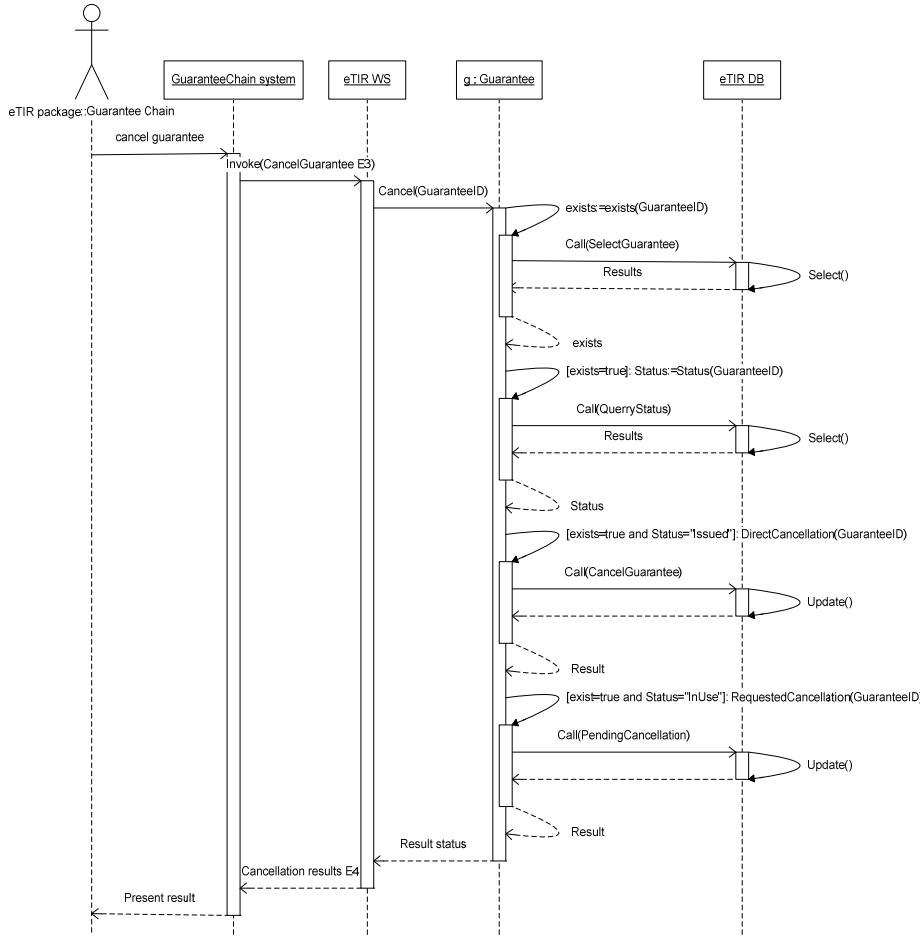 GuaranteeChain system
eTIR WS
g : Guarantee
eTIR DB
eTIR package::Guarantee Chain
cancel guarantee
Invoke(CancelGuarantee E3)
Cancel(GuaranteeID)
exists:=exists(GuaranteeID)
Call(SelectGuarantee)
Results
Select()
exists
[exists=true]: Status:=Status(GuaranteeID)
Call(QuerryStatus)
Results
Select()
Status
[exists=true and Status="Issued"]: DirectCancellation(GuaranteeID)
Call(CancelGuarantee)
Update()
Result
[exist=true and Status="InUse"]: RequestedCancellation(GuaranteeID)
Call(PendingCancellation)
Update()
Result
Result status
Cancellation results E4
Present result